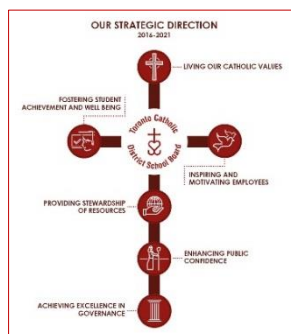 OUR STRATEGIC DIRECTION
2016-2021
LIVING OUR CATHOLIC VALUES
FOSTERING STUDENT
ACHIEVEMENT AND WELL BEING
Toronto Catholic
District School Board
INSPIRING AND
MOTIVATING EMPLOYEES
PROVIDING STEWARDSHIP
OF RESOURCES
ENHANCING PUBLIC
CONFIDENCE
ACHIEVING EXCELLENCE IN
GOVERNANCE